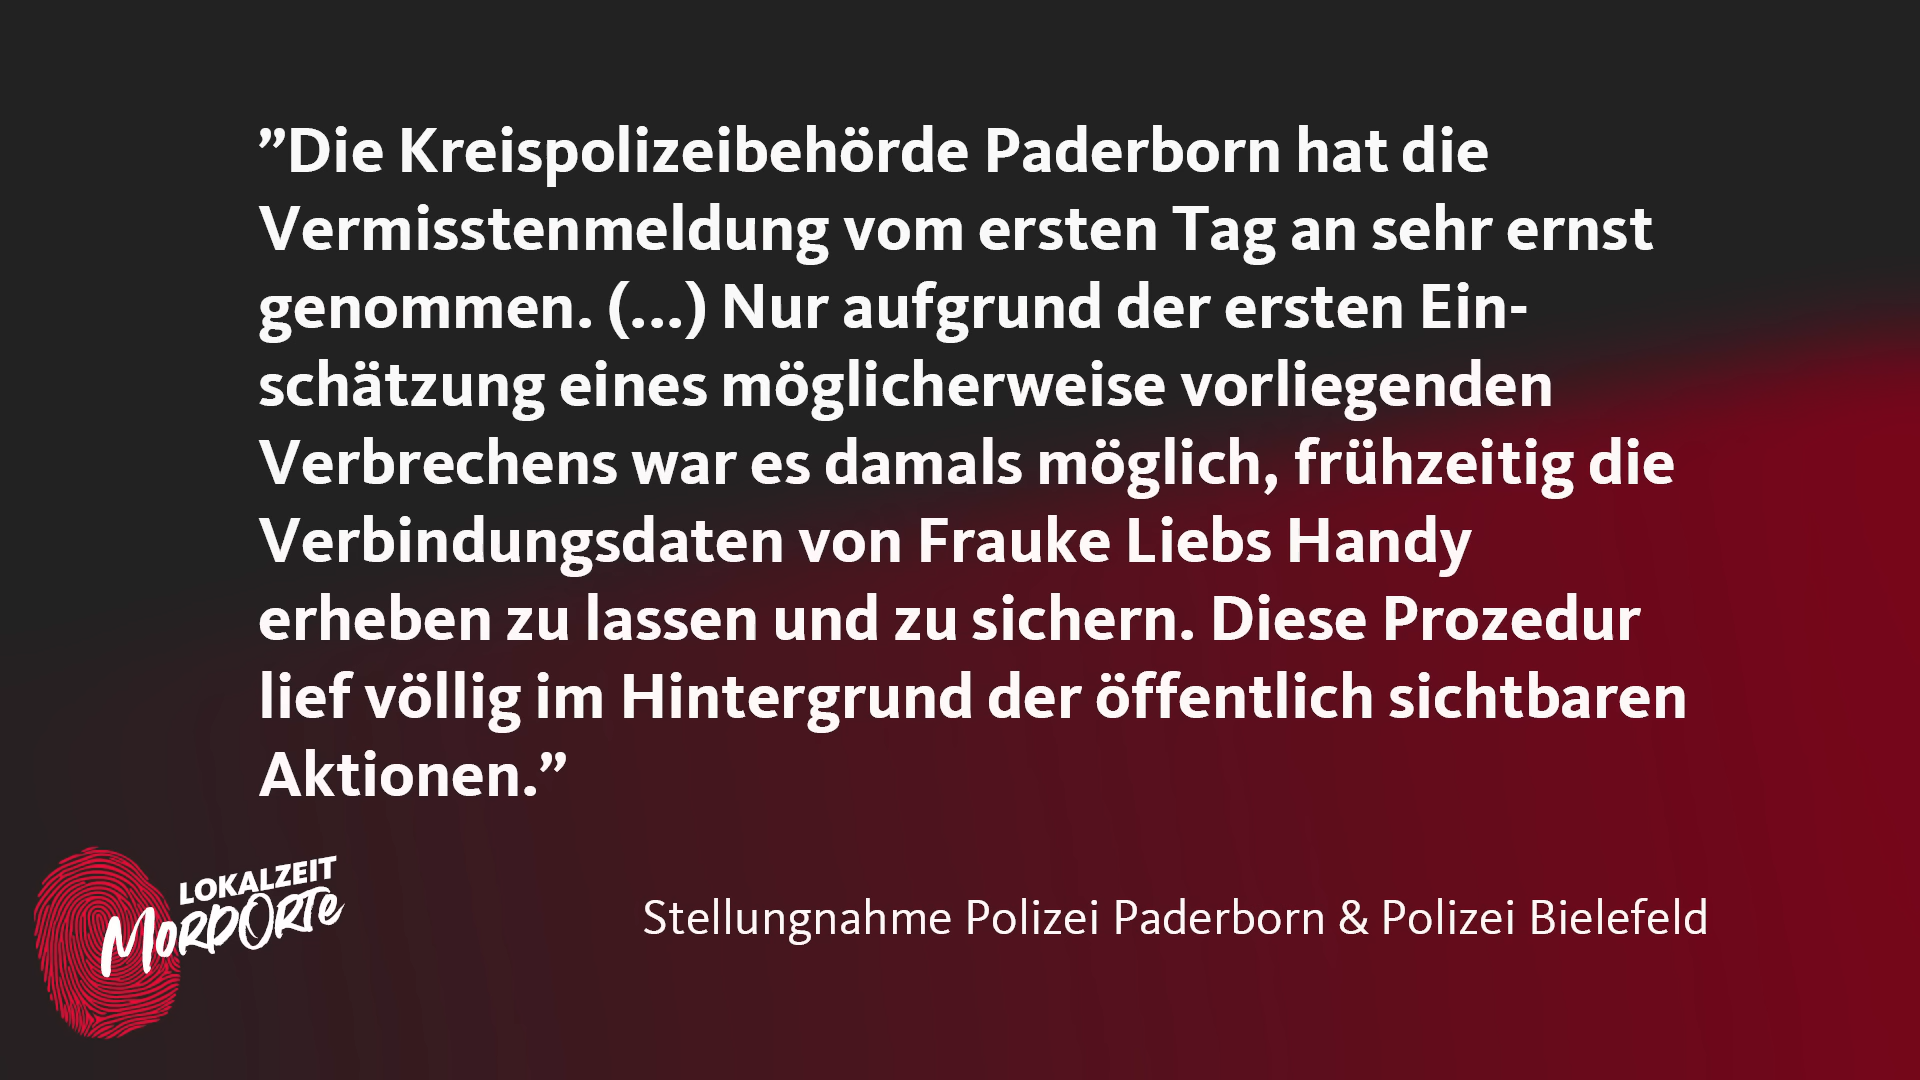 ”Die Kreispolizeibehörde Paderborn hat die
Vermisstenmeldung vom ersten Tag an sehr ernst
genommen. (...) Nur aufgrund der ersten Ein-
schätzung eines möglicherweise vorliegenden
Verbrechens war es damals möglich, frühzeitig die
Verbindungsdaten von Frauke Liebs Handy
erheben zu lassen und zu sichern. Diese Prozedur
lief völlig im Hintergrund der öffentlich sichtbaren
Aktionen.”
LOKALZEIT
MORDORTE
Stellungnahme Polizei Paderborn & Polizei Bielefeld